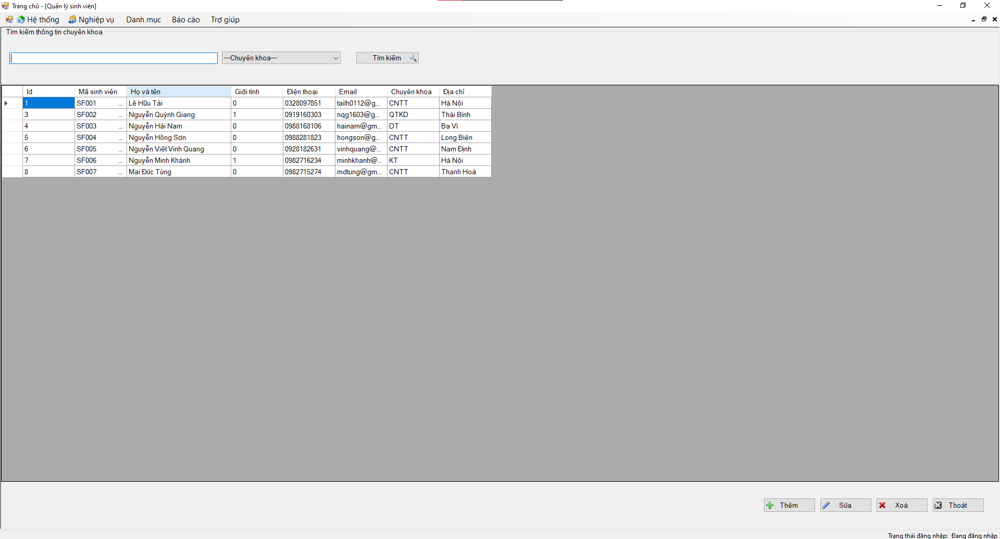 Trang chủ - [Quản lý sinh viên]
Hệ thống Nghiệp vụ Danh mục Báo cáo Trợ giúp
Tìm kiếm thông tin chuyên khoa
---Chuyên khoa--- Tìm kiếm
Id Mã sinh viên Họ và tên Giới tính Điện thoại Email Chuyên khoa Địa chỉ
1 SF001 ... Lê Hữu Tài 0 0328097851 tailh0112@g... CNTT Hà Nội
3 SF002 ... Nguyễn Quỳnh Giang 1 0919160303 nqg1603@g... QTKD Thái Bình
4 SF003 ... Nguyễn Hải Nam 0 0988168106 hainam@gm... DT Ba Vì
5 SF004 ... Nguyễn Hồng Sơn 0 0988281823 hongson@g... CNTT Long Biên
6 SF005 ... Nguyễn Viết Vinh Quang 0 0928182631 vinhquang@... CNTT Nam Định
7 SF006 ... Nguyễn Minh Khánh 1 0982716234 minhkhanh@... KT Hà Nội
8 SF007 ... Mai Đức Tùng 0 0982715274 mdtung@gm... CNTT Thanh Hoá
Thêm Sửa Xoá Thoát
Trạng thái đăng nhập: Đang đăng nhập